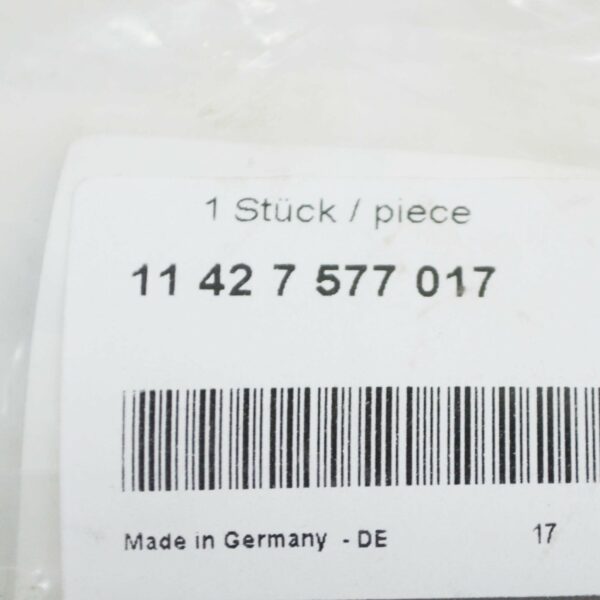 1 Stück / piece
11 42 7 577 017
Made in Germany - DE 17